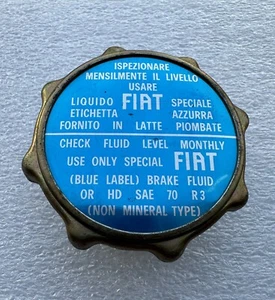 ISPEZIONARE
MENSILMENTE IL LIVELLO
USARE
LIQUIDO FIAT SPECIALE
ETICHETTA AZZURRA
FORNITO IN LATTE PIOMBATE
CHECK FLUID LEVEL MONTHLY
USE ONLY SPECIAL FIAT
(BLUE LABEL) BRAKE FLUID
OR HD SAE 70 R3
(NON MINERAL TYPE)